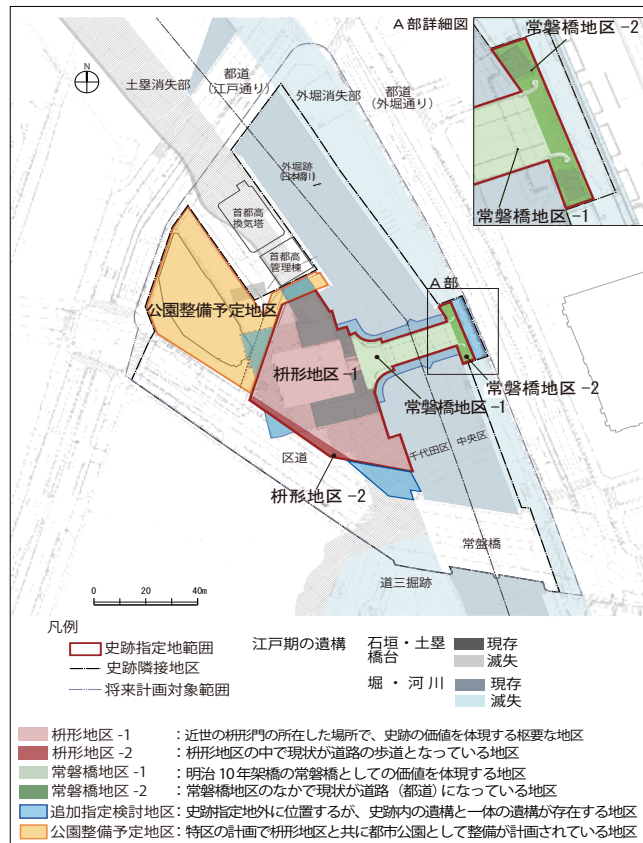 A部詳細図
常磐橋地区-2
常磐橋地区-1
N
土塁消失部
都道
(江戸通り)
外堀消失部
都道
(外堀通り)
外堀跡
(日本橋川)
首都高
換気塔
首都高
管理棟
A部
公園整備予定地区
枡形地区-1
常磐橋地区-2
常磐橋地区-1
千代田区
中央区
区道
枡形地区-2
常盤橋
道三掘跡
0 20 40m
凡例
史跡指定地範囲
史跡隣接地区
将来計画対象範囲
江戸期の遺構
石垣・土塁
橋台
現存
滅失
堀・河川
現存
滅失
枡形地区-1 :近世の枡形門の所在した場所で、史跡の価値を体現する枢要な地区
枡形地区-2 :枡形地区の中で現状が道路の歩道となっている地区
常磐橋地区-1 :明治10年架橋の常磐橋としての価値を体現する地区
常磐橋地区-2 :常磐橋地区のなかで現状が道路(都道)になっている地区
追加指定検討地区:史跡指定地外に位置するが、史跡内の遺構と一体の遺構が存在する地区
公園整備予定地区:特区の計画で枡形地区と共に都市公園として整備が計画されている地区